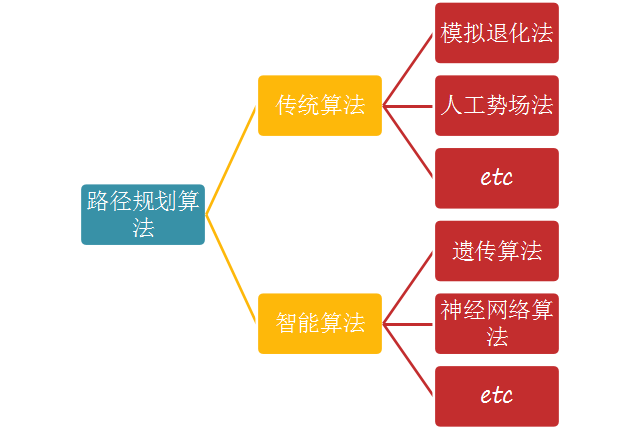 路径规划算
法
传统算法
模拟退化法
人工势场法
etc
智能算法
遗传算法
神经网络算
法
etc